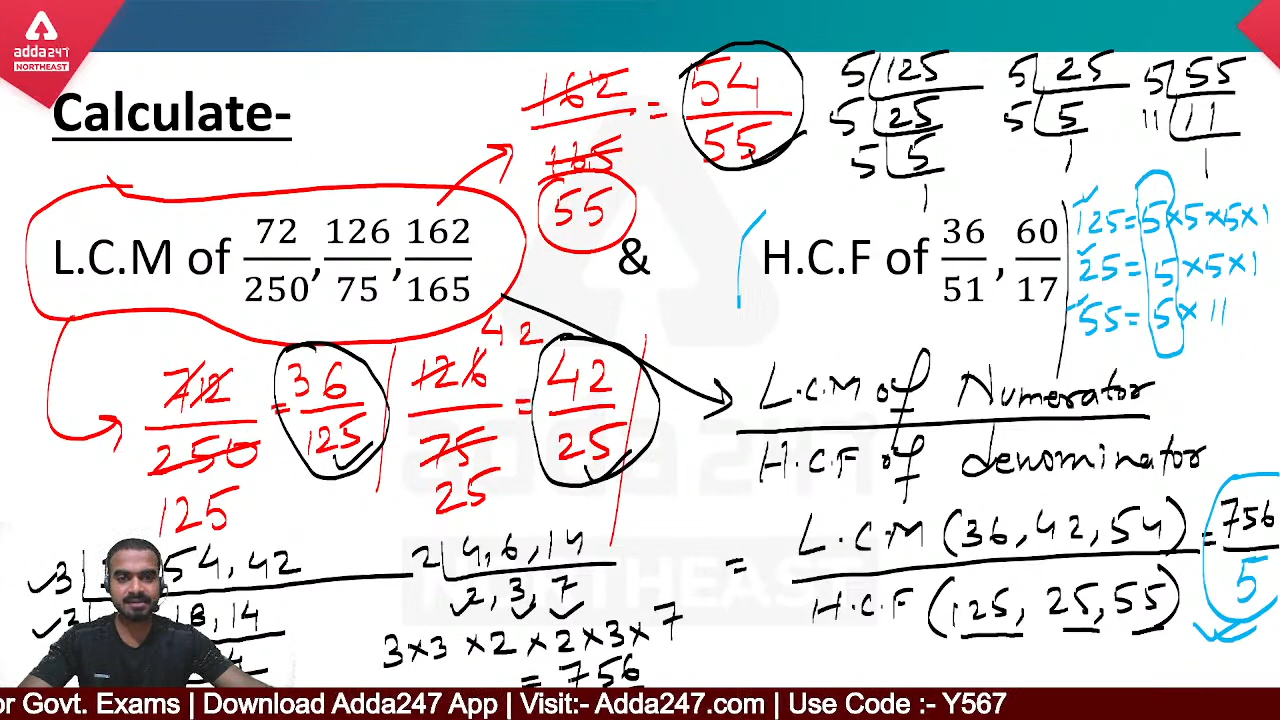 adda247
NORTHEAST
Calculate-
L.C.M of 72/250, 126/75, 162/165 & H.C.F of 36/51, 60/17
162/165 = 54/55
55
5 | 125
5 | 25
5 | 5
1
5 | 25
5 | 5
1
5 | 55
11 | 11
1
125 = 5×5×5×1
25 = 5×5×1
55 = 5×11
72/250 = 36/125
125
42
126/75 = 42/25
25
L.C.M of Numerator
H.C.F of denominator
= L.C.M (36, 42, 54) / H.C.F (125, 25, 55) = 756/5
3 | 54, 42
18, 14
2 | 4, 6, 14
2, 3, 7
3×3×2×2×3×7
= 756
adda247
NORTHEAST
or Govt. Exams | Download Adda247 App | Visit:- Adda247.com | Use Code :- Y567